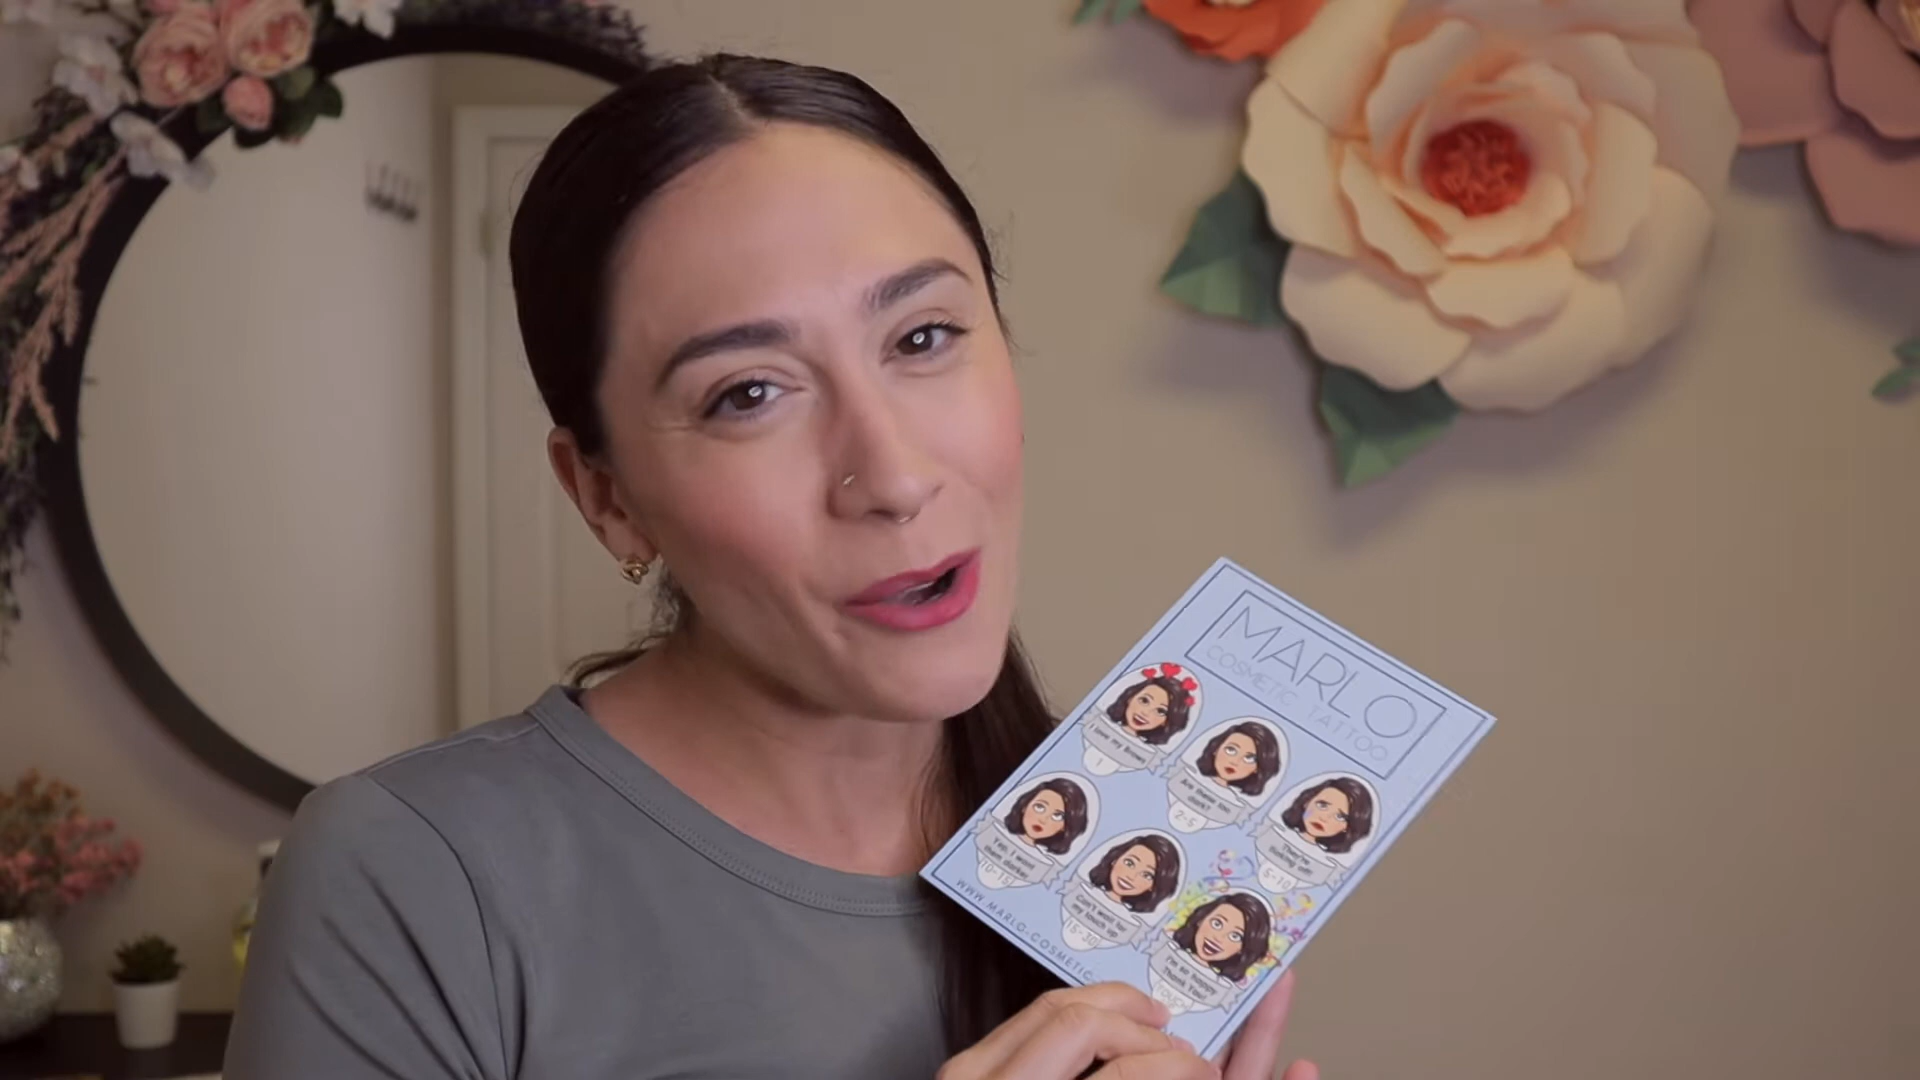 MARLO
COSMETIC TATTOO
I love my Brows
1
Are these too
dark?
2-5
They're
flaking off!
5-10
Yep, I want
them darker
10-15
Can't wait for
my touch up
15-30
I'm so happy
Thank You!
WWW.MARLO-COSMETIC